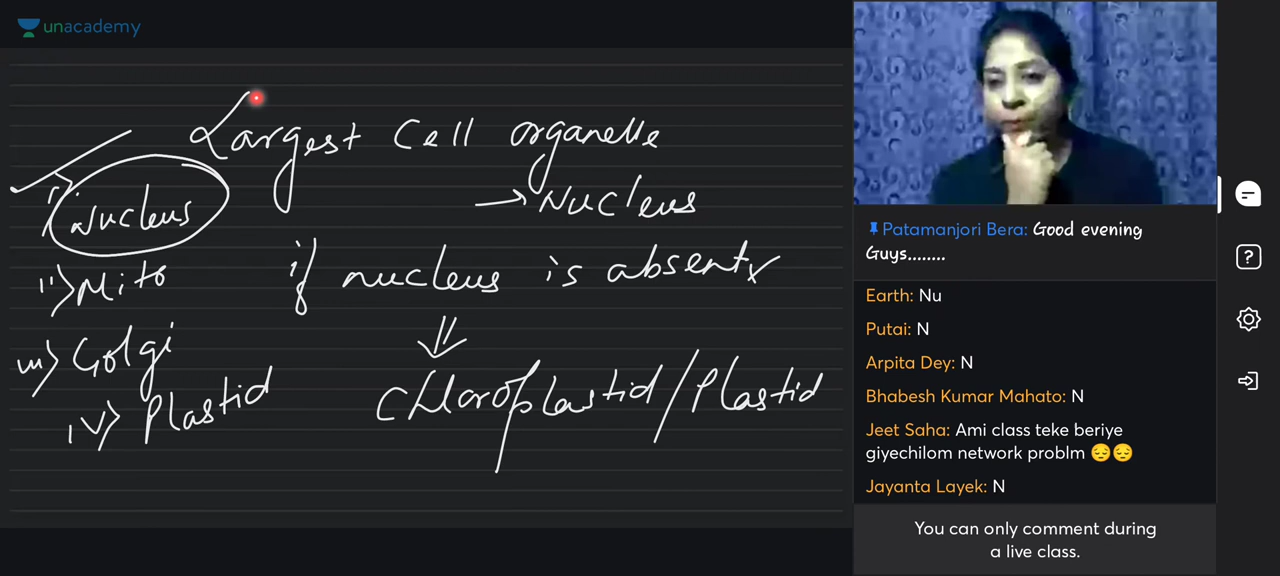 unacademy
Largest Cell organelle
→ Nucleus
i) Nucleus
ii) Mito
iii) Golgi
iv) Plastid
if nucleus is absent
Chloroplastid / Plastid
Patamanjori Bera: Good evening
Guys........
Earth: Nu
Putai: N
Arpita Dey: N
Bhabesh Kumar Mahato: N
Jeet Saha: Ami class teke beriye
giyechilom network problm 😔😔
Jayanta Layek: N
You can only comment during
a live class.